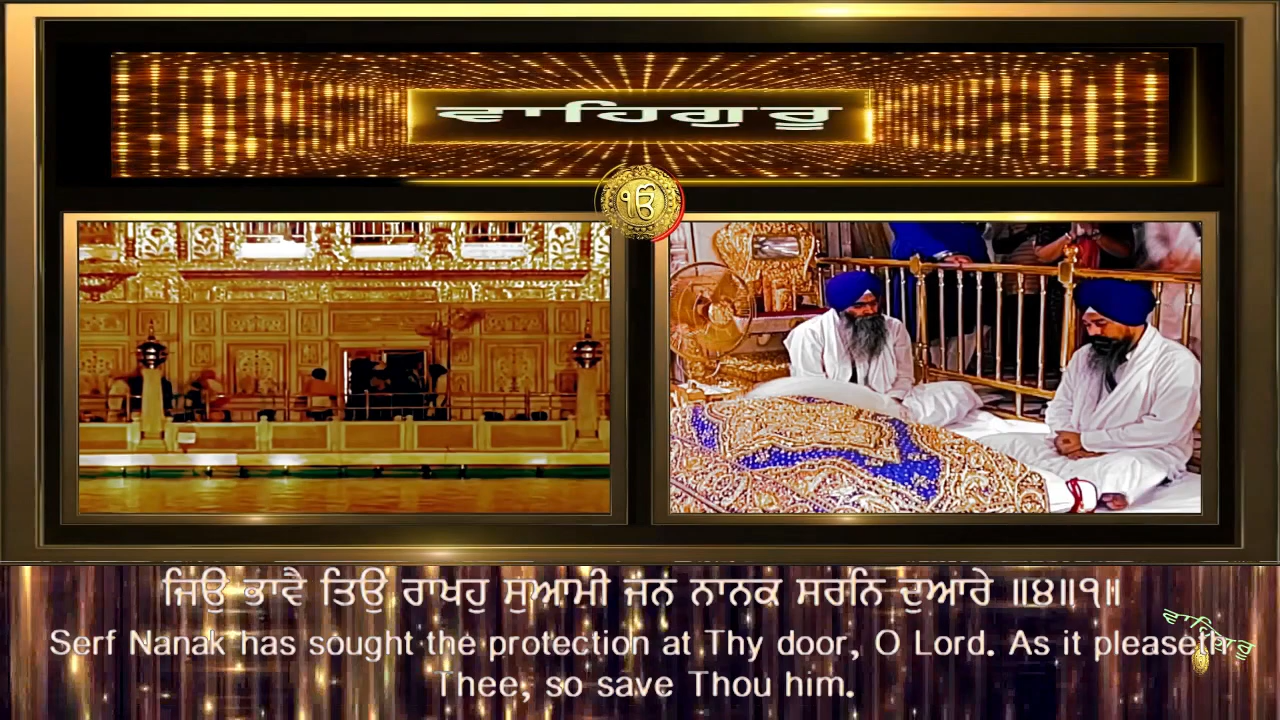 ਵਾਹਿਗੁਰੂ
ੴ
ਜਿਉ ਭਾਵੈ ਤਿਉ ਰਾਖਹੁ ਸੁਆਮੀ ਜਨ ਨਾਨਕ ਸਰਨਿ ਦੁਆਰੇ ॥੪॥੧॥
Serf Nanak has sought the protection at Thy door, O Lord. As it pleaseth
Thee, so save Thou him.
ਵਾਹਿਗੁਰੂ